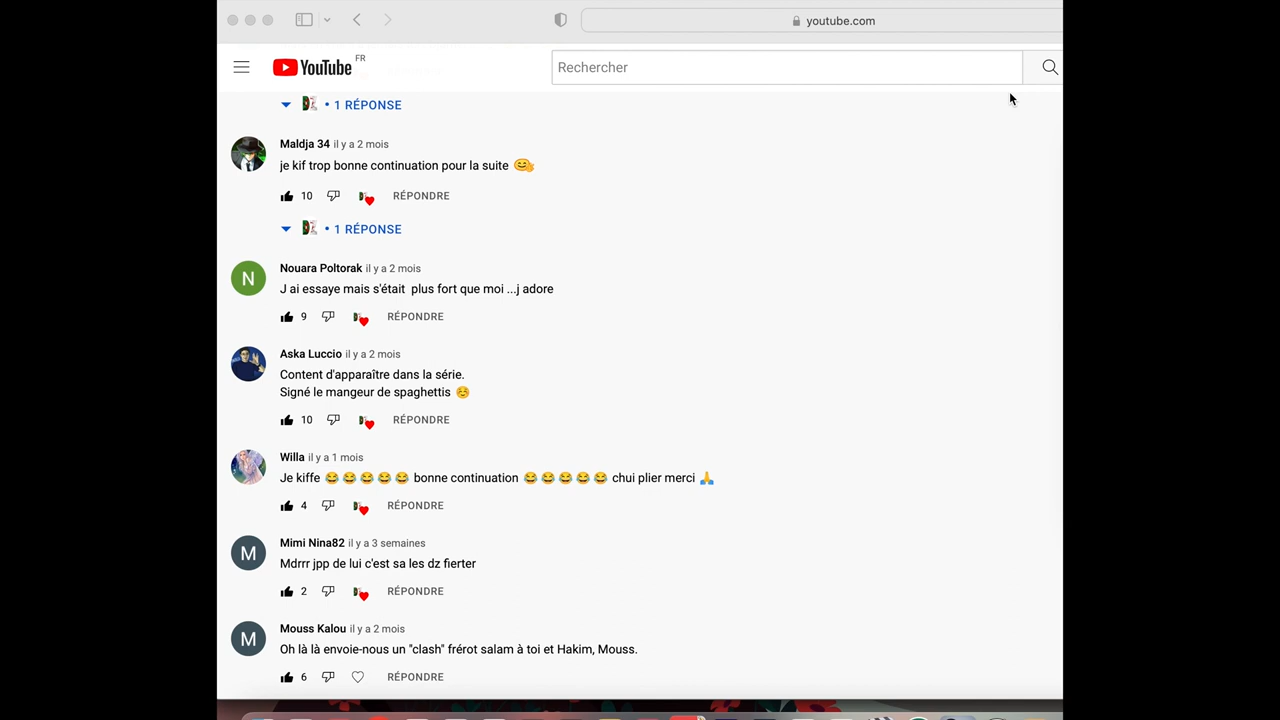 youtube.com
YouTube FR
Rechercher
• 1 RÉPONSE
Maldja 34 il y a 2 mois
je kif trop bonne continuation pour la suite 🤗
10 RÉPONDRE
• 1 RÉPONSE
N
Nouara Poltorak il y a 2 mois
J ai essaye mais s'était plus fort que moi ...j adore
9 RÉPONDRE
Aska Luccio il y a 2 mois
Content d'apparaître dans la série.
Signé le mangeur de spaghettis ☺️
10 RÉPONDRE
Willa il y a 1 mois
Je kiffe 😂 😂 😂 😂 😂 bonne continuation 😂 😂 😂 😂 😂 chui plier merci 🙏
4 RÉPONDRE
M
Mimi Nina82 il y a 3 semaines
Mdrrr jpp de lui c'est sa les dz fierter
2 RÉPONDRE
M
Mouss Kalou il y a 2 mois
Oh là là envoie-nous un "clash" frérot salam à toi et Hakim, Mouss.
6 RÉPONDRE